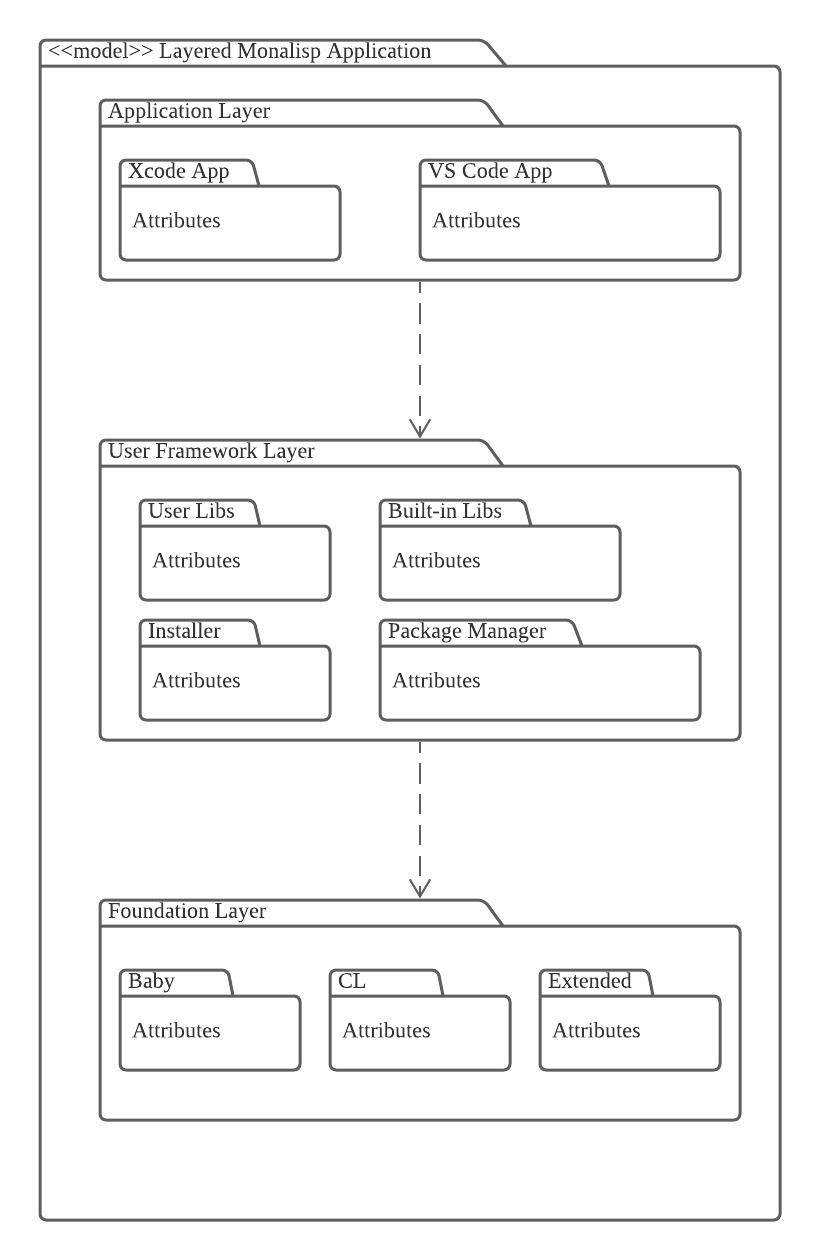 <<model>> Layered Monalisp Application
Application Layer
Xcode App
VS Code App
Attributes
Attributes
User Framework Layer
User Libs
Built-in Libs
Attributes
Attributes
Installer
Package Manager
Attributes
Attributes
Foundation Layer
Baby
CL
Extended
Attributes
Attributes
Attributes